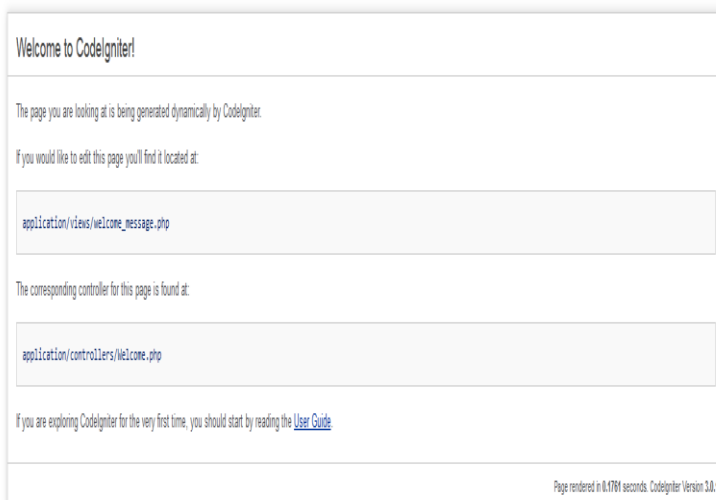 Welcome to CodeIgniter!
The page you are looking at is being generated dynamically by CodeIgniter.
If you would like to edit this page you'll find it located at:
application/views/welcome_message.php
The corresponding controller for this page is found at:
application/controllers/Welcome.php
If you are exploring CodeIgniter for the very first time, you should start by reading the User Guide.
Page rendered in 0.1761 seconds. CodeIgniter Version